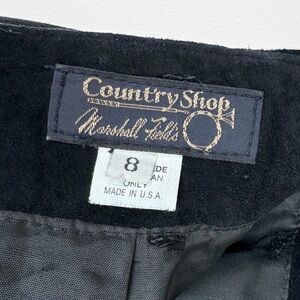 Country Shop
Marshall Field's
8
ONLY
MADE IN U.S.A.